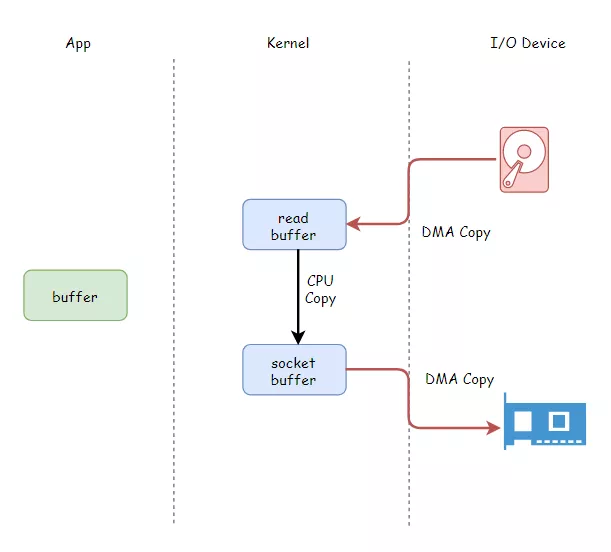 App
Kernel
I/O Device
read
buffer
DMA Copy
CPU
Copy
buffer
socket
buffer
DMA Copy